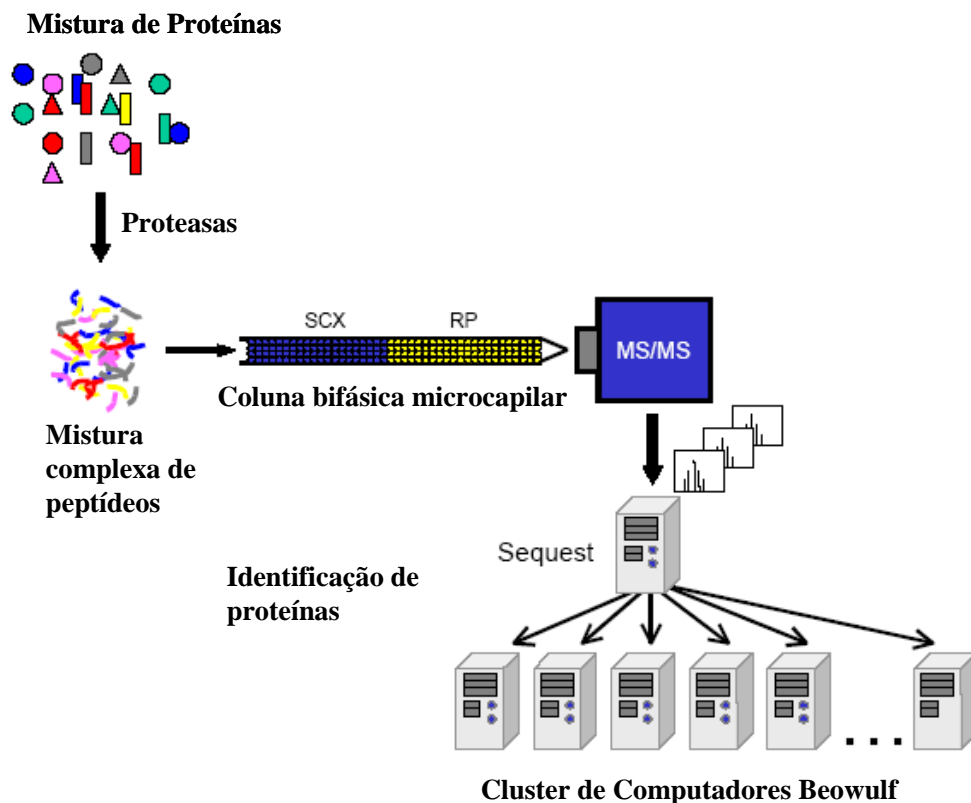 Mistura de Proteínas
Proteasas
SCX
RP
MS/MS
Coluna bifásica microcapilar
Mistura
complexa de
peptídeos
Sequest
Identificação de
proteínas
...
Cluster de Computadores Beowulf